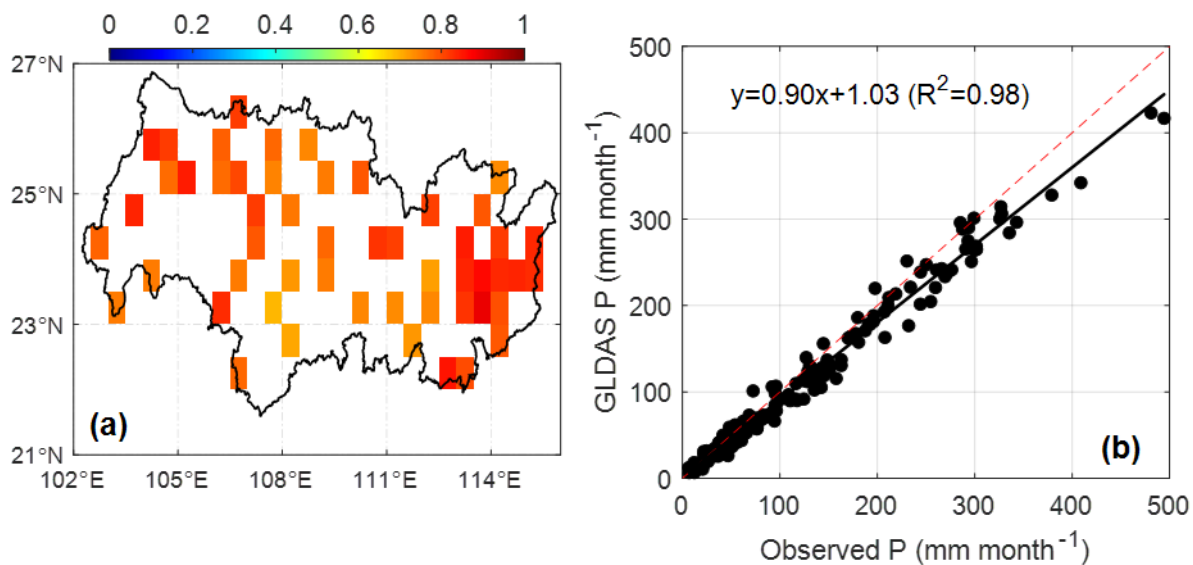 0 0.2 0.4 0.6 0.8 1
27°N
25°N
23°N
21°N
102°E 105°E 108°E 111°E 114°E
(a)
500
400
300
200
100
0
GLDAS P (mm month⁻¹)
y=0.90x+1.03 (R²=0.98)
(b)
0 100 200 300 400 500
Observed P (mm month⁻¹)